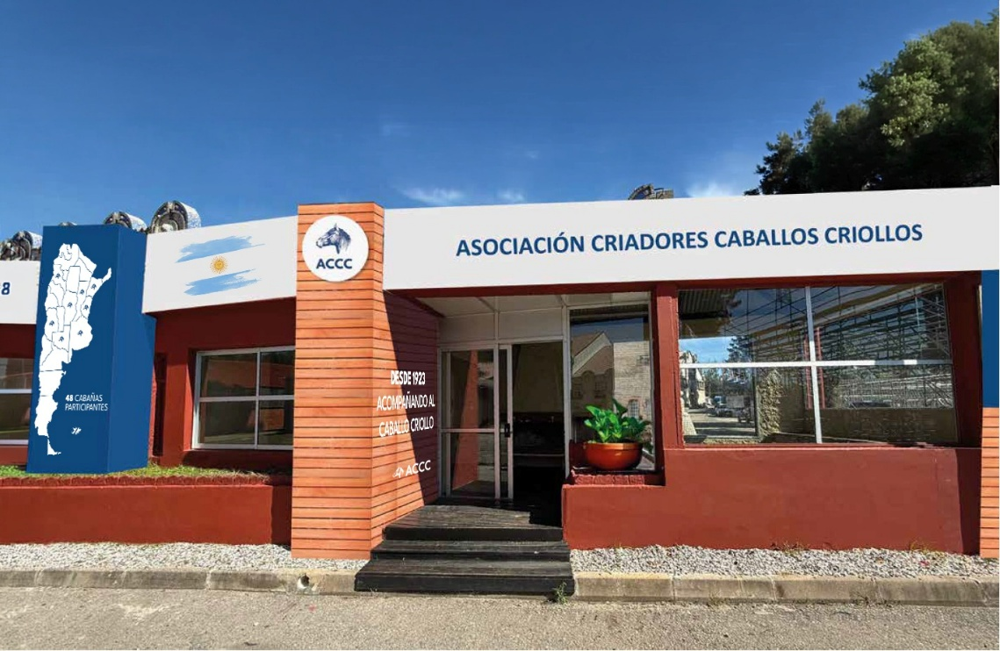 8
48 CABAÑAS
PARTICIPANTES
ACCC
ASOCIACIÓN CRIADORES CABALLOS CRIOLLOS
DESDE 1923
ACOMPAÑANDO AL
CABALLO CRIOLLO
ACCC